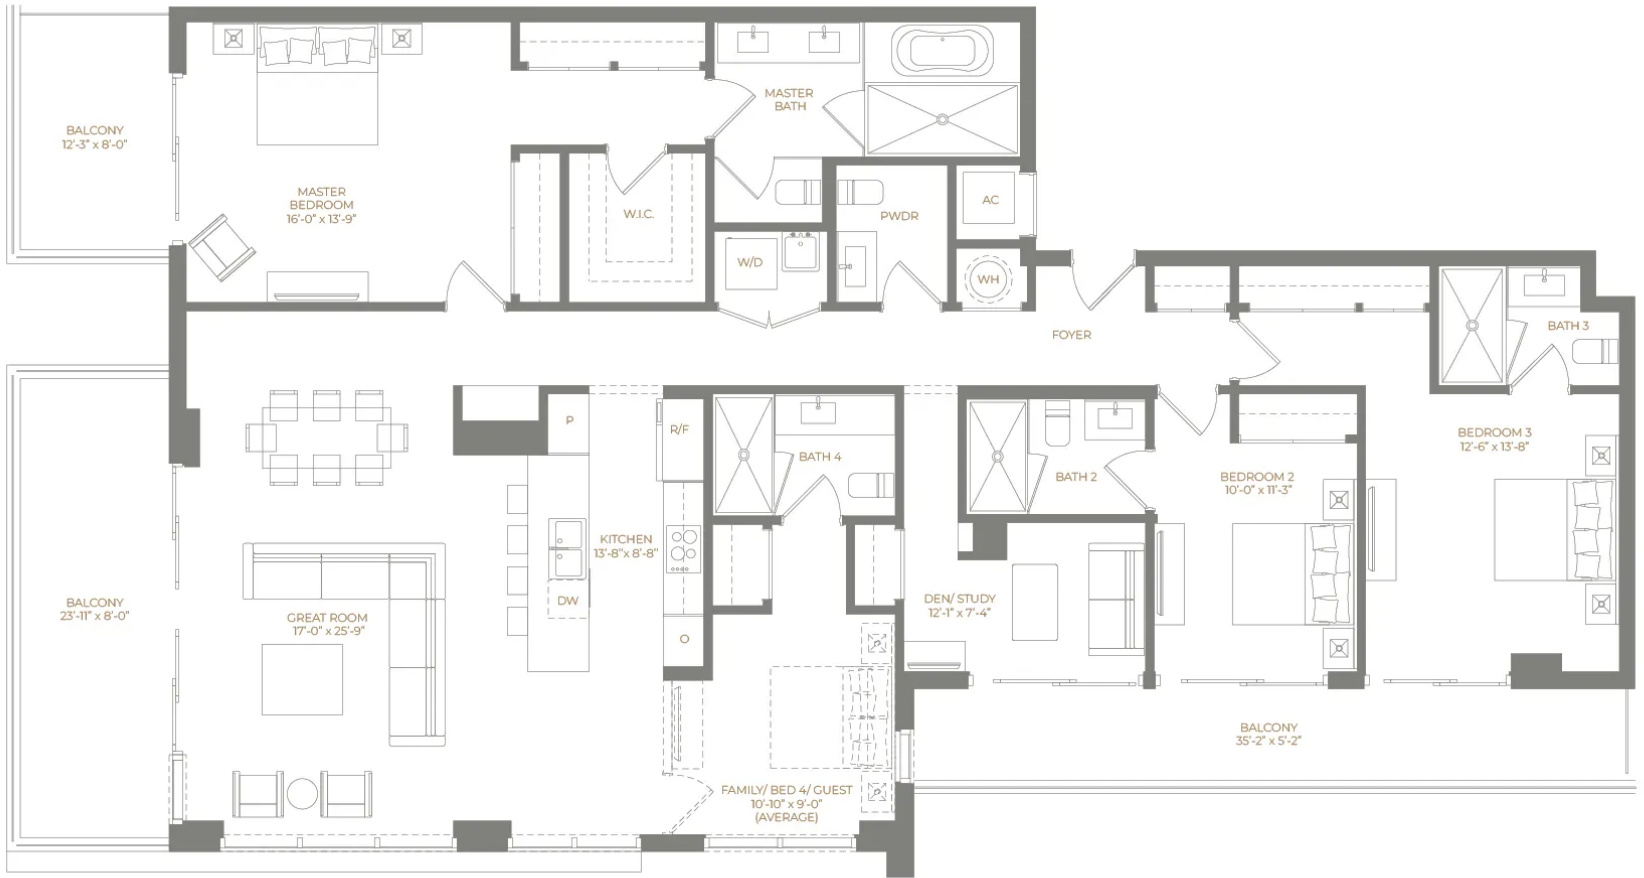 BALCONY
12'-3" x 8'-0"
MASTER
BEDROOM
16'-0" x 13'-9"
MASTER
BATH
W.I.C.
W/D
PWDR
AC
WH
FOYER
BATH 3
BALCONY
23'-11" x 8'-0"
GREAT ROOM
17'-0" x 25'-9"
P
R/F
KITCHEN
13'-8"x 8'-8"
DW
O
BATH 4
BATH 2
BEDROOM 2
10'-0" x 11'-3"
BEDROOM 3
12'-6" x 13'-8"
DEN/ STUDY
12'-1" x 7'-4"
FAMILY/ BED 4/ GUEST
10'-10" x 9'-0"
(AVERAGE)
BALCONY
35'-2" x 5'-2"